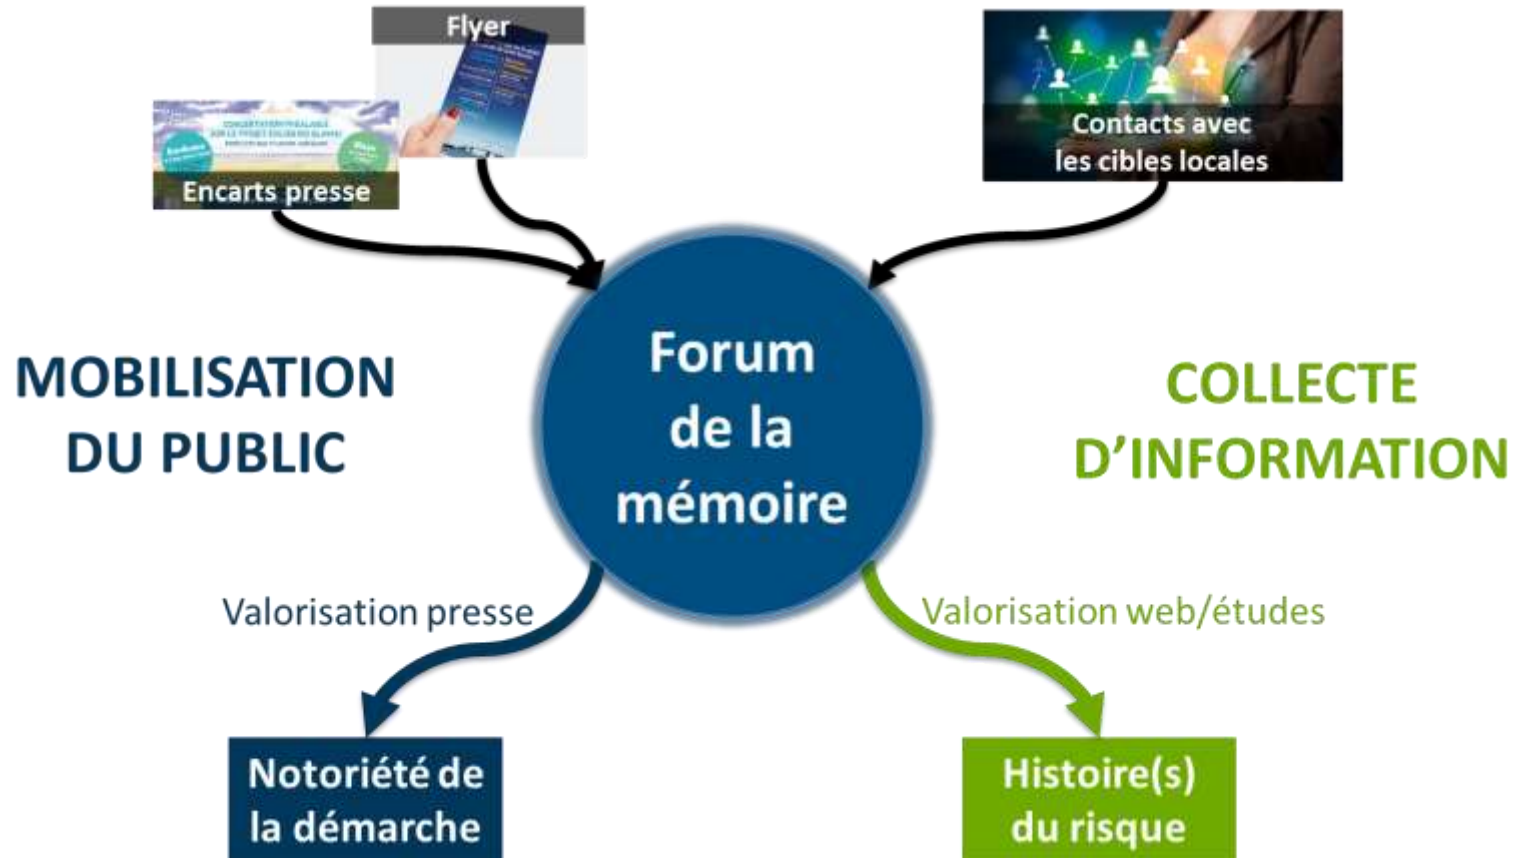 Flyer
Contacts avec
les cibles locales
Encarts presse
Forum
de la
mémoire
MOBILISATION
DU PUBLIC
COLLECTE
D'INFORMATION
Valorisation presse
Valorisation web/études
Notoriété de
la démarche
Histoire(s)
du risque